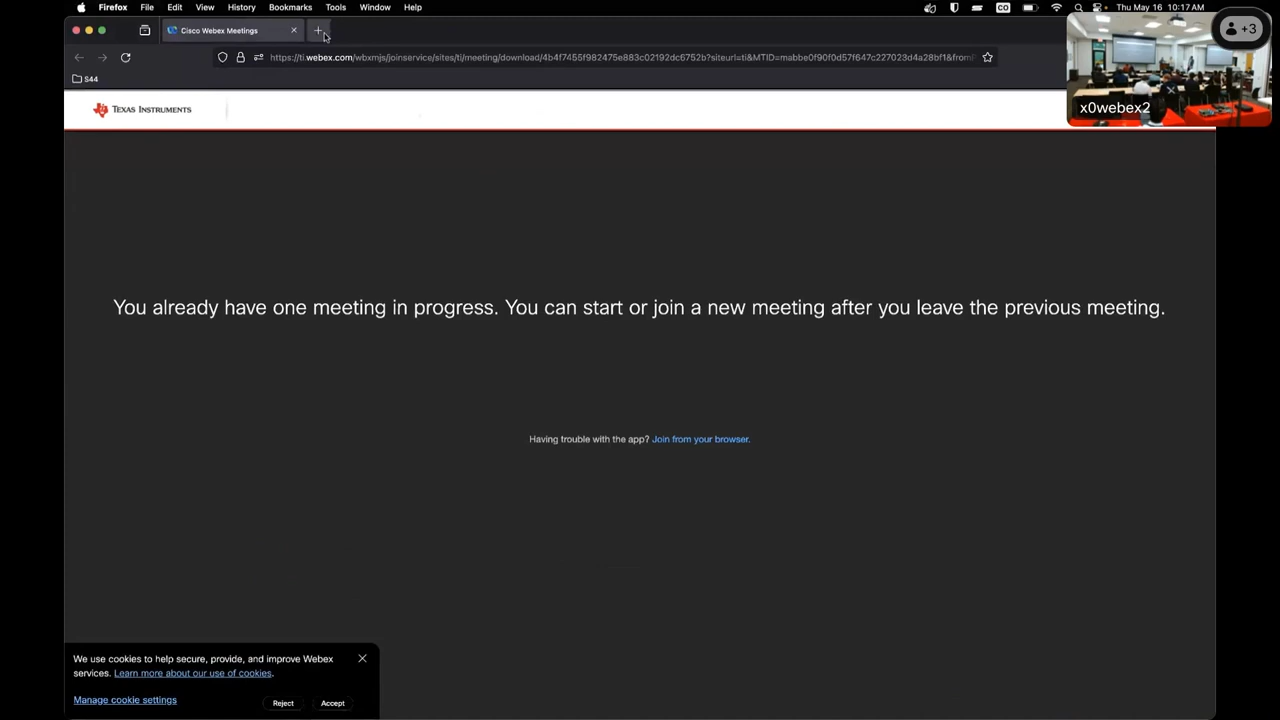 Firefox File Edit View History Bookmarks Tools Window Help
Thu May 16 10:17 AM
Cisco Webex Meetings
+3
https://ti.webex.com/wbxmjs/joinservice/sites/ti/meeting/download/4b4f7455f982475e883c02192dc6752b?siteurl=ti&MTID=mabbe0f90f0d57f647c227023d4a28bf1&from
S44
x0webex2
TEXAS INSTRUMENTS
You already have one meeting in progress. You can start or join a new meeting after you leave the previous meeting.
Having trouble with the app? Join from your browser.
We use cookies to help secure, provide, and improve Webex
services. Learn more about our use of cookies.
Manage cookie settings
Reject Accept